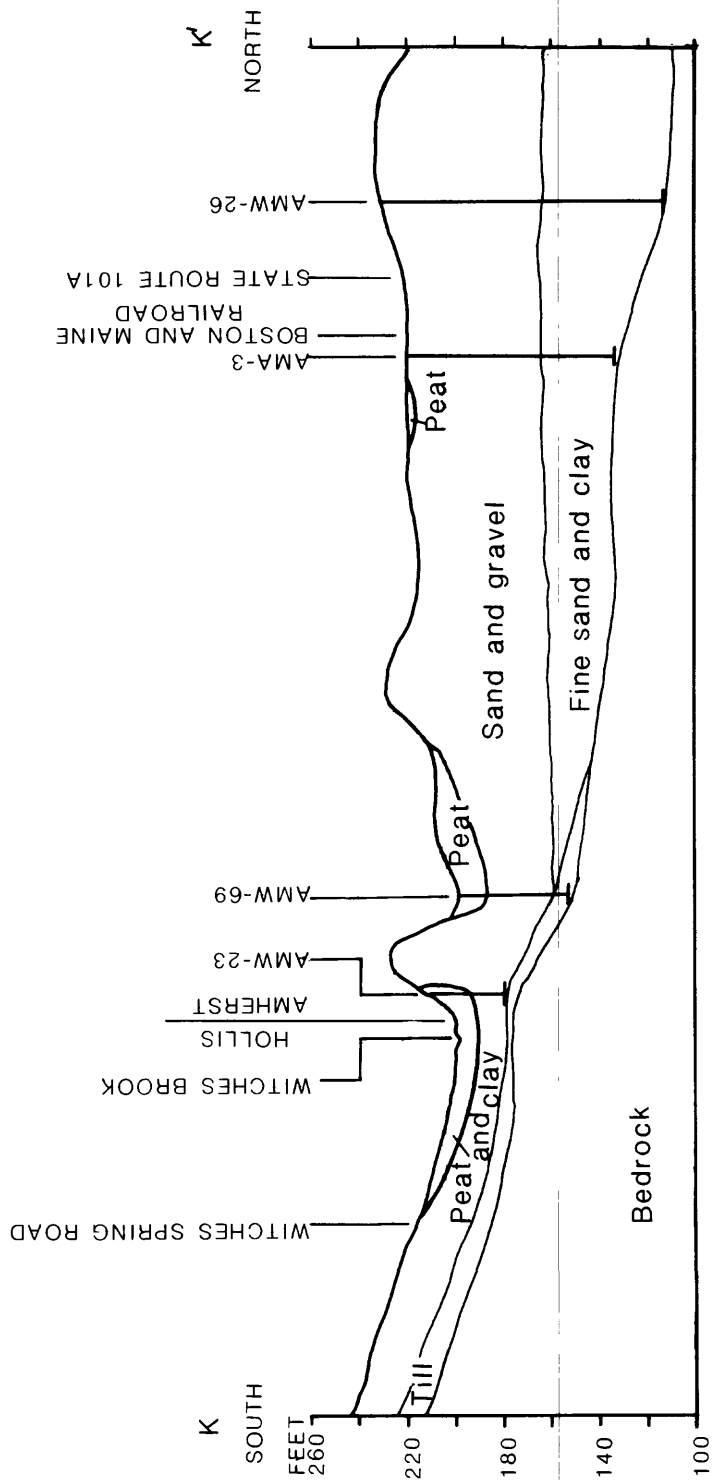 K
SOUTH
FEET
260
220
180
140
100
WITCHES SPRING ROAD
WITCHES BROOK
HOLLIS
AMHERST
AMW-23
AMW-69
AMA-3
BOSTON AND MAINE
RAILROAD
STATE ROUTE 101A
AMW-26
K'
NORTH
Till
Peat
and clay
Peat
Peat
Sand and gravel
Fine sand and clay
Bedrock